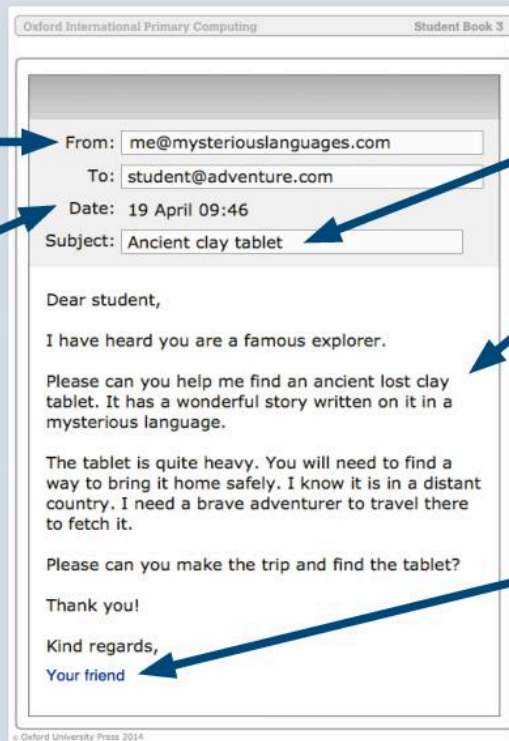 Oxford International Primary Computing
Student Book 3
From: me@mysteriouslanguages.com
To: student@adventure.com
Date: 19 April 09:46
Subject: Ancient clay tablet
Dear student,
I have heard you are a famous explorer.
Please can you help me find an ancient lost clay
tablet. It has a wonderful story written on it in a
mysterious language.
The tablet is quite heavy. You will need to find a
way to bring it home safely. I know it is in a distant
country. I need a brave adventurer to travel there
to fetch it.
Please can you make the trip and find the tablet?
Thank you!
Kind regards,
Your friend
© Oxford University Press 2014